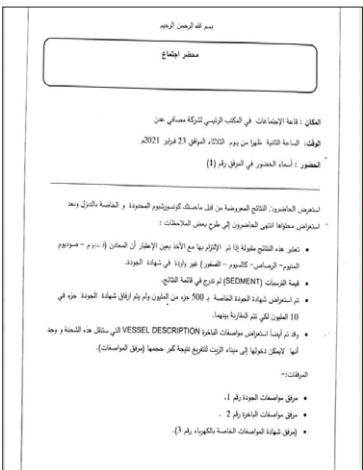 بسم الله الرحمن الرحيم
محضر اجتماع
المكان : قاعة الإجتماعات في المكتب الرئيسي لشركة مصافي عدن
الوقت: الساعة الثانية ظهرا من يوم الثلاثاء الموافق 23 فبراير 2021م
الحضور : أسماء الحضور في المرفق رقم (1)
استعرض الحاضرون النتائج المعروضة من قبل كونسورشيوم المحدودة و الخاصة بالديزل وبعد
استعراض محتواها انتهى الحاضرون إلى طرح بعض الملاحظات :
• تعتبر هذه النتائج مقبولة إذا تم الإلتزام بها مع الأخذ بعين الإعتبار أن المعادن ( – صوديوم
– الرصاص- كالسيوم – ) غير واردة في شهادة الجودة.
• قيمة الترسبات (SEDMENT) لم تدرج في قائمة النتائج.
• تم استعراض شهادة الجودة الخاصة بـ 500 جزء من المليون ولم يتم ارفاق شهادة الجودة جزء في
10 المليون لكي تتم المقارنة بينهما.
• وقد تم أيضاً استعراض مواصفات الباخرة VESSEL DESCRIPTION التي ستنقل هذه الشحنة و وجد
أنها لايمكن دخولها إلى ميناء الزيت للتفريغ نتيجة كبر حجمها (مرفق المواصفات).
المرفقات:-
• مرفق مواصفات الجودة رقم 1.
• مرفق مواصفات الباخرة رقم 2 .
• (مرفق شهادة المواصفات الخاصة بالكهرباء رقم 3).